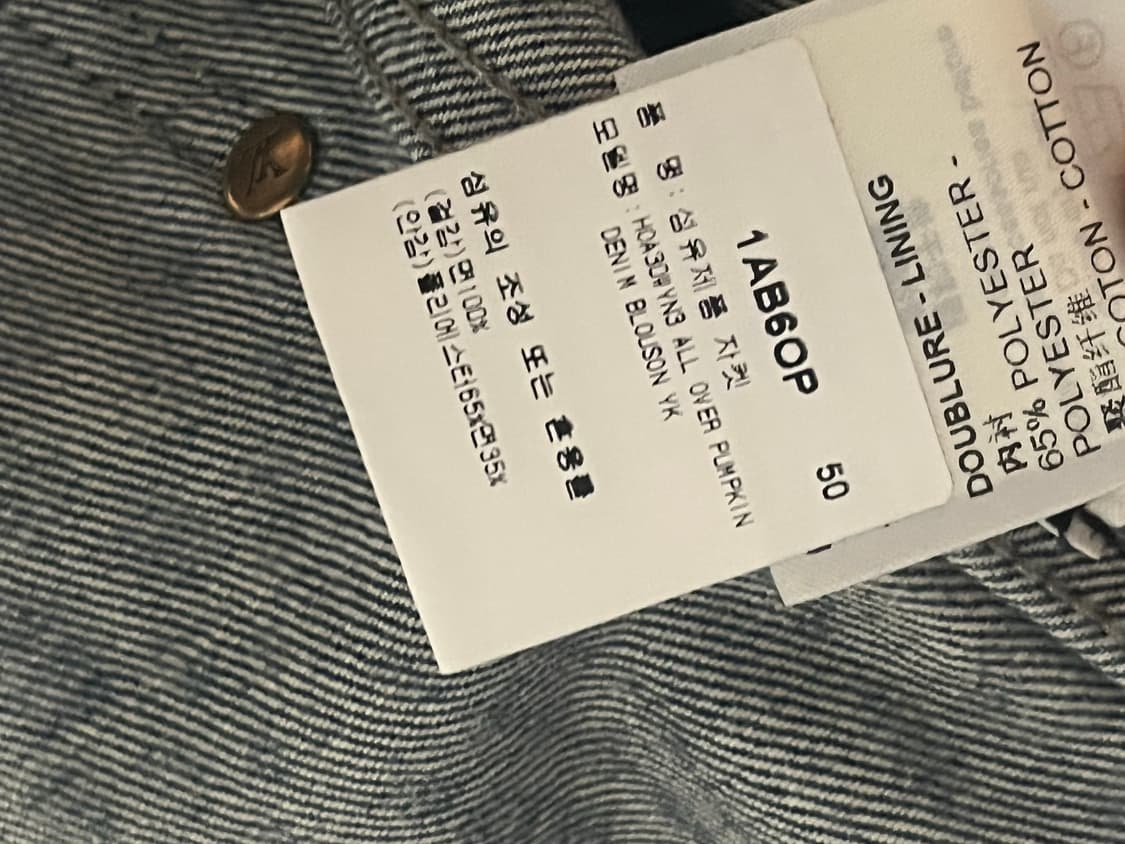 1AB6OP 50
품 명 : 섬유제품 자켓
모델명 : HOA30WVN3 ALL OVER PUMPKIN
DENIM BLOUSON YK
섬유의 조성 또는 혼용률
(겉감)면100%
(안감)폴리에스터65%면35%
DOUBLURE - LINING
内衬
65% POLYESTER -
POLYESTER
聚酯纤维
COTTON - COTTON